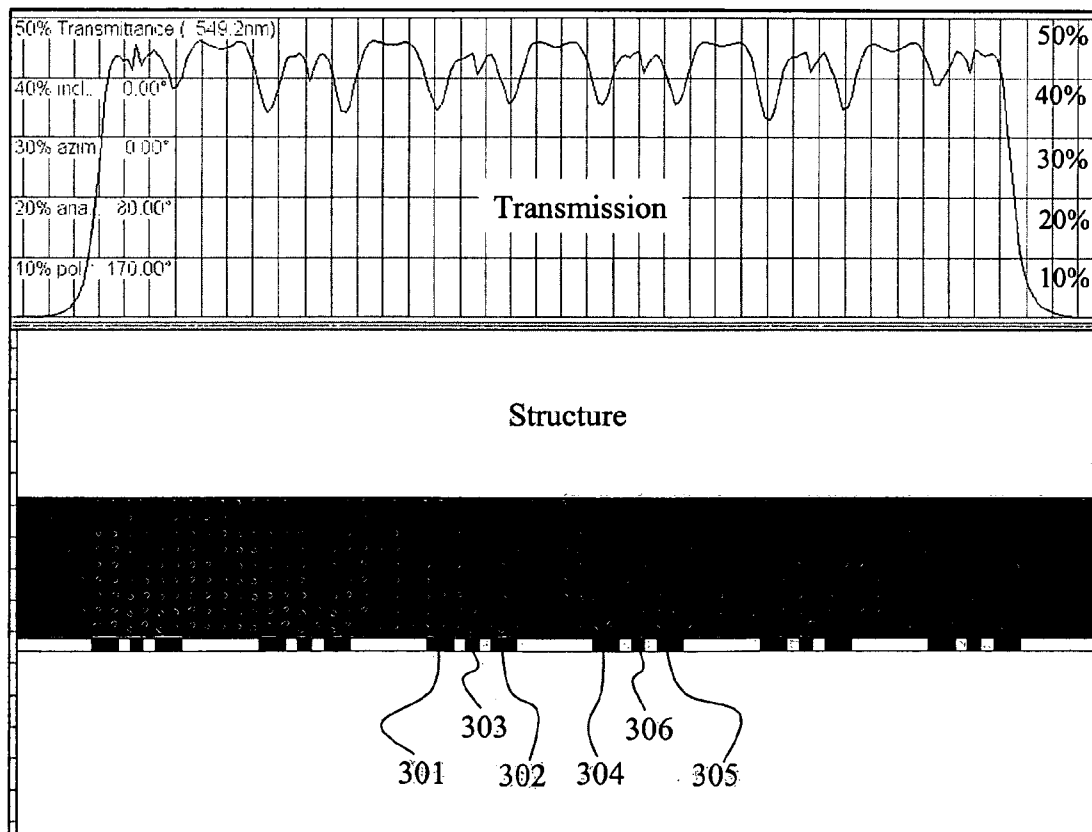 50% Transmittance ( 549.2nm) 50%
40% incl.: 0.00° 40%
30% azim 0.00° 30%
20% ana.: 80.00° 20%
Transmission
10% pol.: 170.00° 10%
Structure
303 306
301 302 304 305